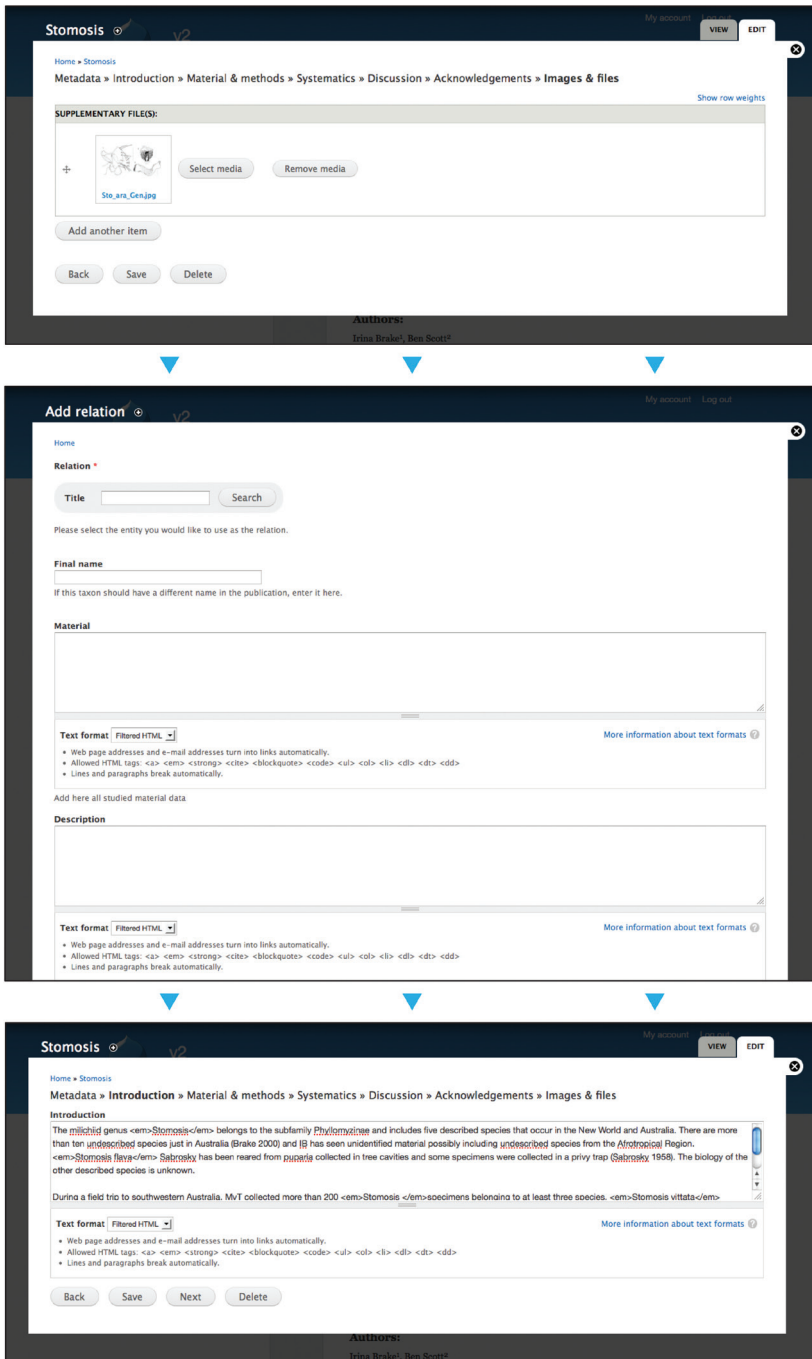 My account Log out
Stomosis
v2
VIEW
EDIT
Home » Stomosis
Metadata » Introduction » Material & methods » Systematics » Discussion » Acknowledgements » Images & files
Show row weights
SUPPLEMENTARY FILE(S):
Select media
Remove media
Sto_ara_Gen.jpg
Add another item
Back
Save
Delete
Authors:
Irina Brake¹, Ben Scott²
My account Log out
Add relation
v2
Home
Relation *
Title
Search
Please select the entity you would like to use as the relation.
Final name
If this taxon should have a different name in the publication, enter it here.
Material
Text format Filtered HTML
More information about text formats
• Web page addresses and e-mail addresses turn into links automatically.
• Allowed HTML tags: <a> <em> <strong> <cite> <blockquote> <code> <ul> <ol> <li> <dl> <dt> <dd>
• Lines and paragraphs break automatically.
Add here all studied material data
Description
Text format Filtered HTML
More information about text formats
• Web page addresses and e-mail addresses turn into links automatically.
• Allowed HTML tags: <a> <em> <strong> <cite> <blockquote> <code> <ul> <ol> <li> <dl> <dt> <dd>
• Lines and paragraphs break automatically.
My account Log out
Stomosis
v2
VIEW
EDIT
Home » Stomosis
Metadata » Introduction » Material & methods » Systematics » Discussion » Acknowledgements » Images & files
Introduction
The milichiid genus <em>Stomosis</em> belongs to the subfamily Phyllomyzinae and includes five described species that occur in the New World and Australia. There are more
than ten undescribed species just in Australia (Brake 2000) and IB has seen unidentified material possibly including undescribed species from the Afrotropical Region.
<em>Stomosis flava</em> Sabrosky has been reared from puparia collected in tree cavities and some specimens were collected in a privy trap (Sabrosky 1958). The biology of the
other described species is unknown.
During a field trip to southwestern Australia, MvT collected more than 200 <em>Stomosis </em>specimens belonging to at least three species. <em>Stomosis vittata</em>
Text format Filtered HTML
More information about text formats
• Web page addresses and e-mail addresses turn into links automatically.
• Allowed HTML tags: <a> <em> <strong> <cite> <blockquote> <code> <ul> <ol> <li> <dl> <dt> <dd>
• Lines and paragraphs break automatically.
Back
Save
Next
Delete
Authors:
Irina Brake¹, Ben Scott²